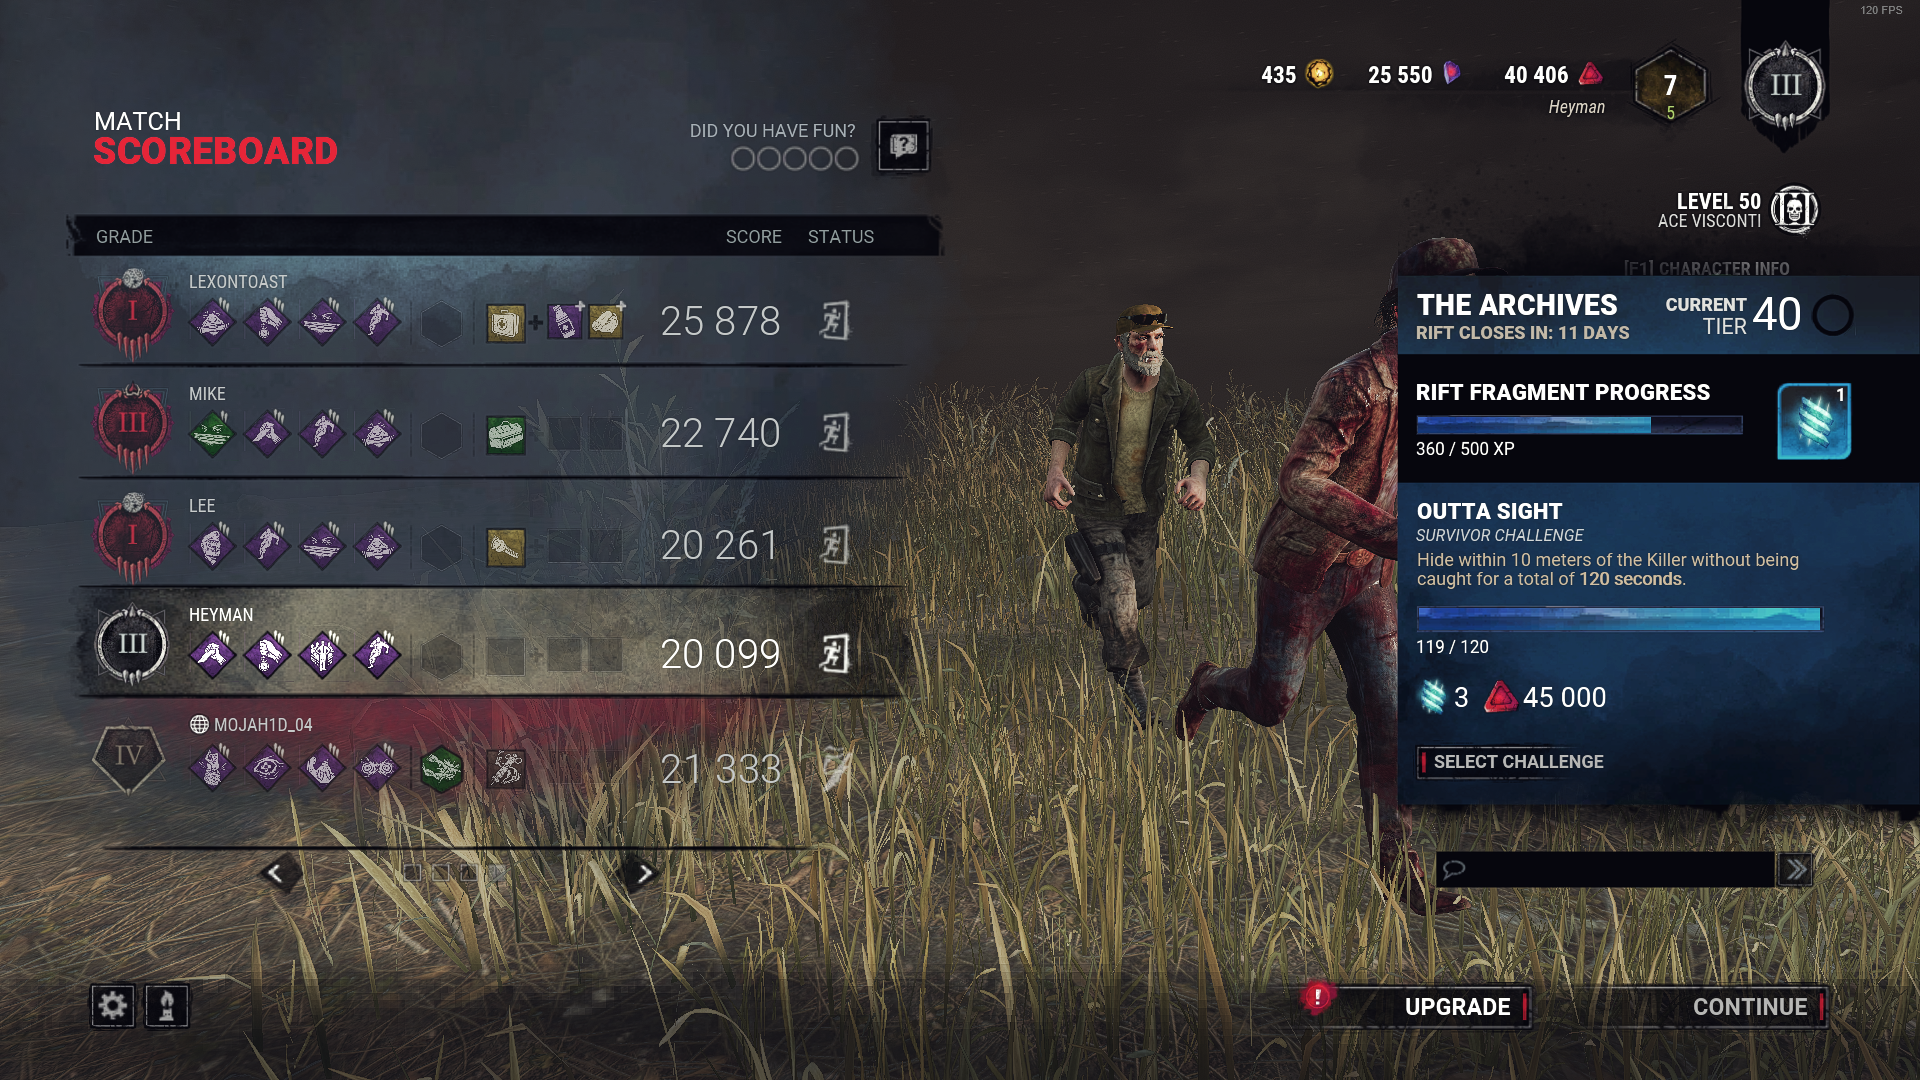 120 FPS
435
25 550
40 406
Heyman
7
5
III
MATCH
SCOREBOARD
DID YOU HAVE FUN?
?
LEVEL 50
ACE VISCONTI
III
[F1] CHARACTER INFO
GRADE SCORE STATUS
LEXONTOAST
I
25 878
MIKE
III
22 740
LEE
I
20 261
HEYMAN
III
20 099
MOJAH1D_04
IV
21 333
THE ARCHIVES
RIFT CLOSES IN: 11 DAYS
CURRENT
TIER 40
RIFT FRAGMENT PROGRESS
1
360 / 500 XP
OUTTA SIGHT
SURVIVOR CHALLENGE
Hide within 10 meters of the Killer without being
caught for a total of 120 seconds.
119 / 120
3 45 000
SELECT CHALLENGE
!
UPGRADE
CONTINUE